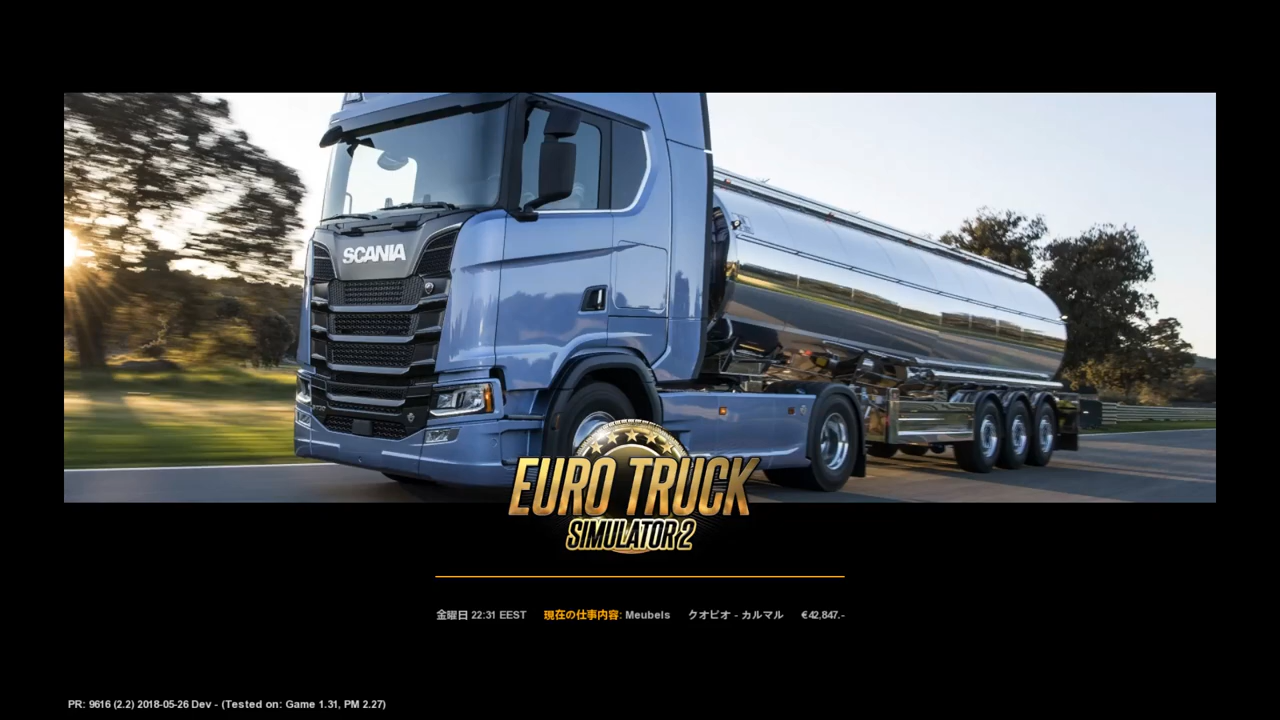 SCANIA
EURO TRUCK
SIMULATOR 2
金曜日 22:31 EEST 現在の仕事内容: Meubels クオピオ - カルマル €42,847.-
PR: 9616 (2.2) 2018-05-26 Dev - (Tested on: Game 1.31, PM 2.27)